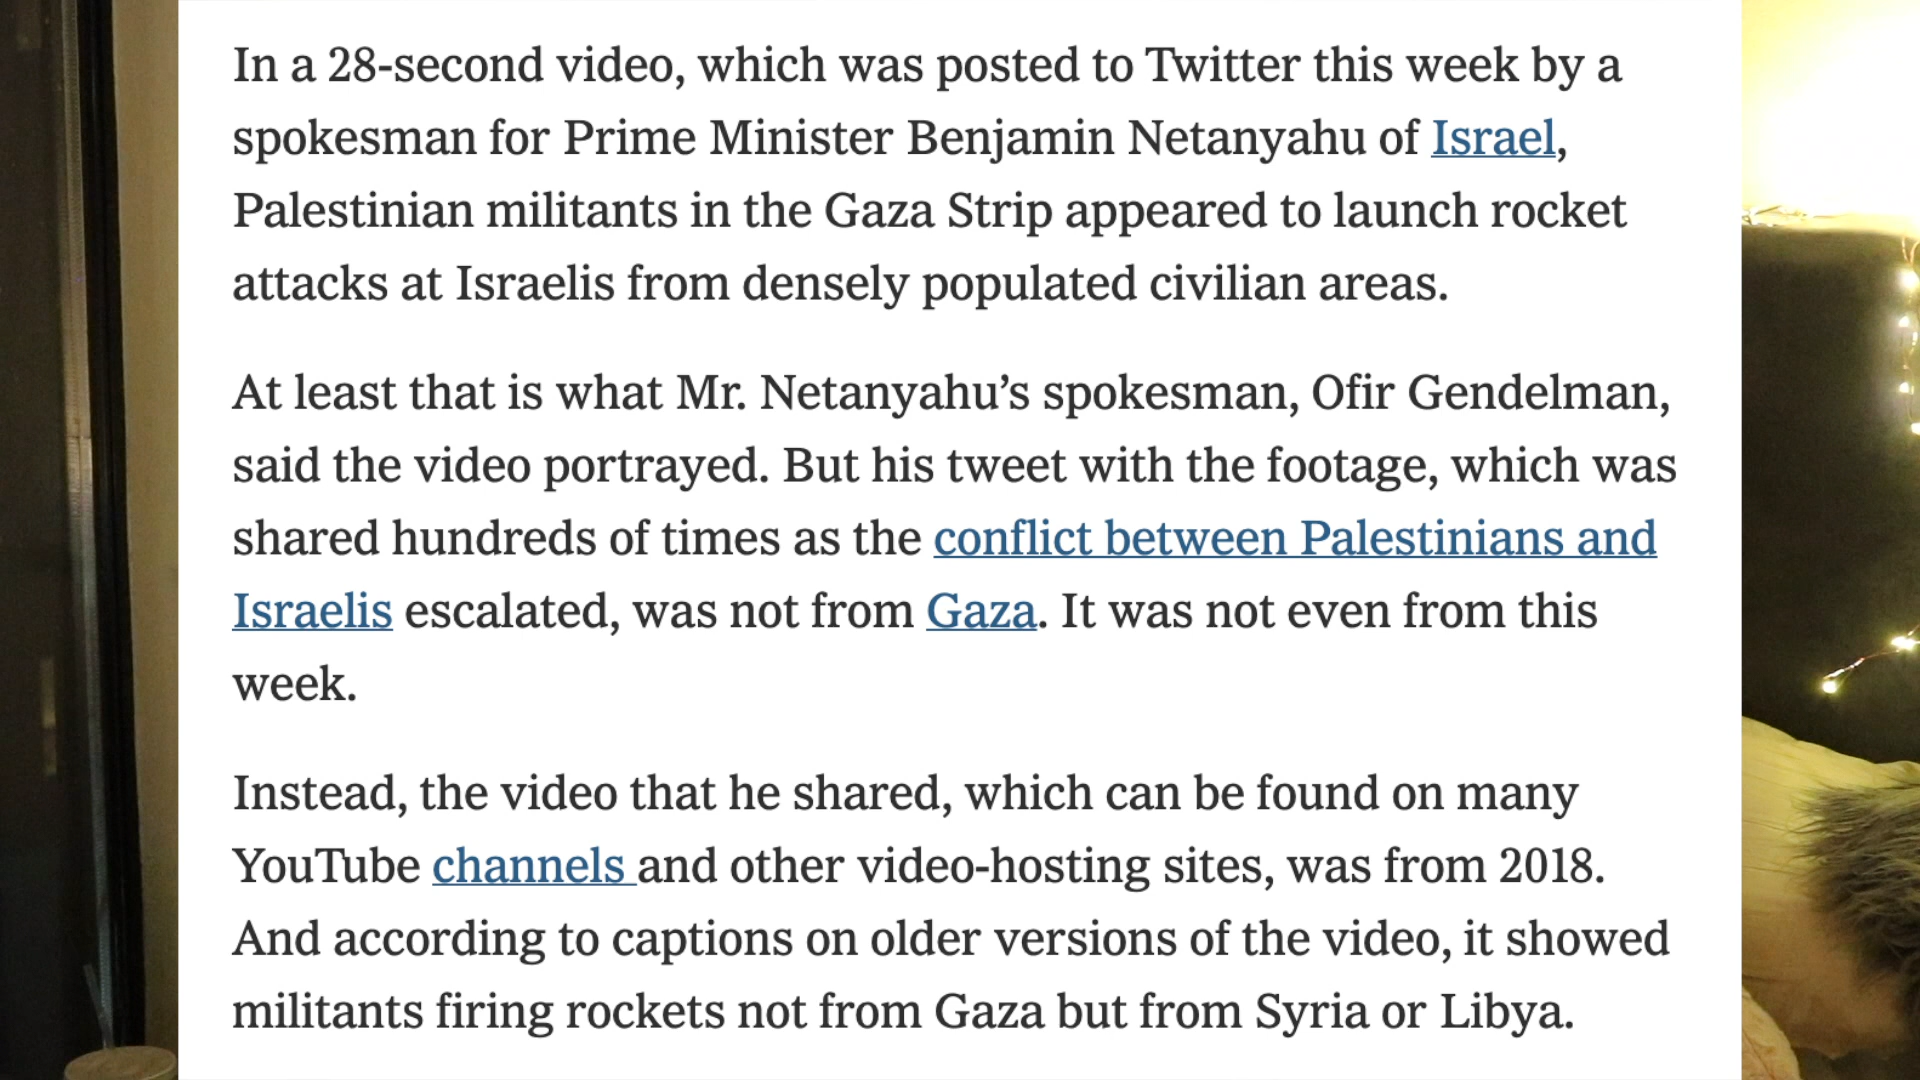 In a 28-second video, which was posted to Twitter this week by a
spokesman for Prime Minister Benjamin Netanyahu of Israel,
Palestinian militants in the Gaza Strip appeared to launch rocket
attacks at Israelis from densely populated civilian areas.
At least that is what Mr. Netanyahu’s spokesman, Ofir Gendelman,
said the video portrayed. But his tweet with the footage, which was
shared hundreds of times as the conflict between Palestinians and
Israelis escalated, was not from Gaza. It was not even from this
week.
Instead, the video that he shared, which can be found on many
YouTube channels and other video-hosting sites, was from 2018.
And according to captions on older versions of the video, it showed
militants firing rockets not from Gaza but from Syria or Libya.